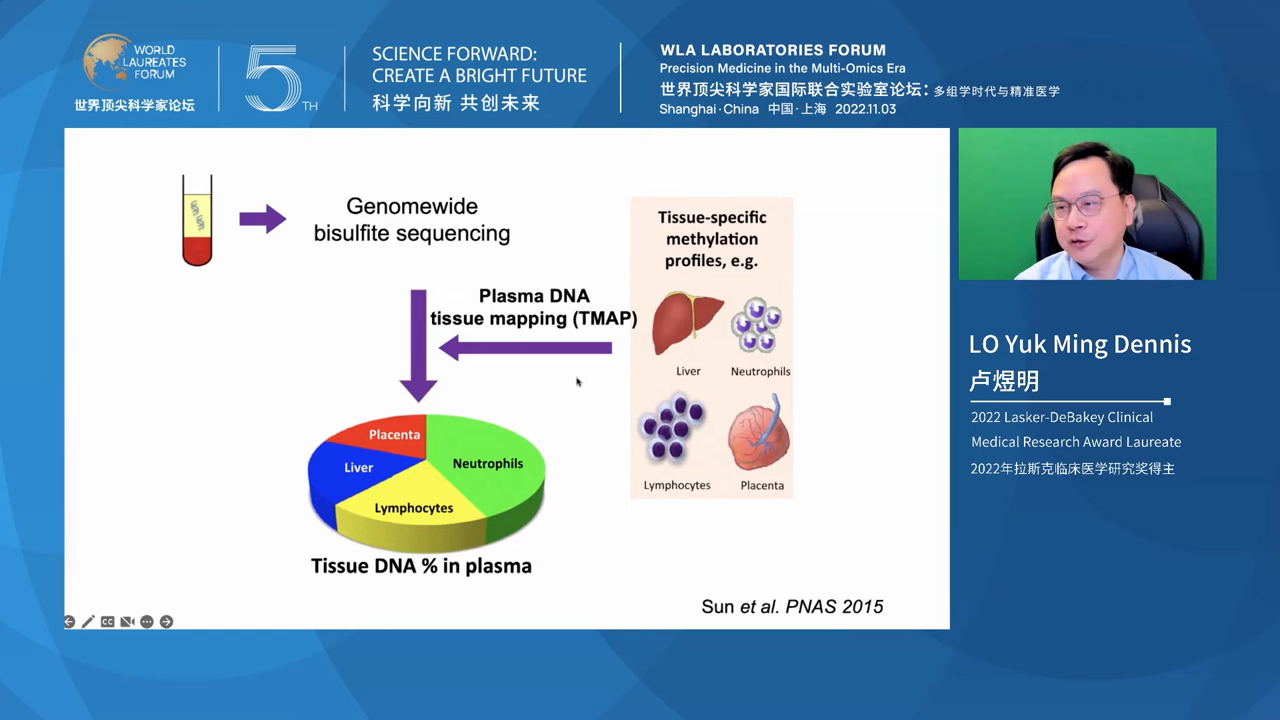 WORLD
LAUREATES
FORUM
世界顶尖科学家论坛
5TH
SCIENCE FORWARD:
CREATE A BRIGHT FUTURE
科学向新 共创未来
WLA LABORATORIES FORUM
Precision Medicine in the Multi-Omics Era
世界顶尖科学家国际联合实验室论坛：多组学时代与精准医学
Shanghai·China 中国·上海 2022.11.03
Genomewide
bisulfite sequencing
Plasma DNA
tissue mapping (TMAP)
Tissue-specific
methylation
profiles, e.g.
Liver
Neutrophils
Lymphocytes
Placenta
Placenta
Liver
Neutrophils
Lymphocytes
Tissue DNA % in plasma
Sun et al. PNAS 2015
CC
LO Yuk Ming Dennis
卢煜明
2022 Lasker-DeBakey Clinical
Medical Research Award Laureate
2022年拉斯克临床医学研究奖得主